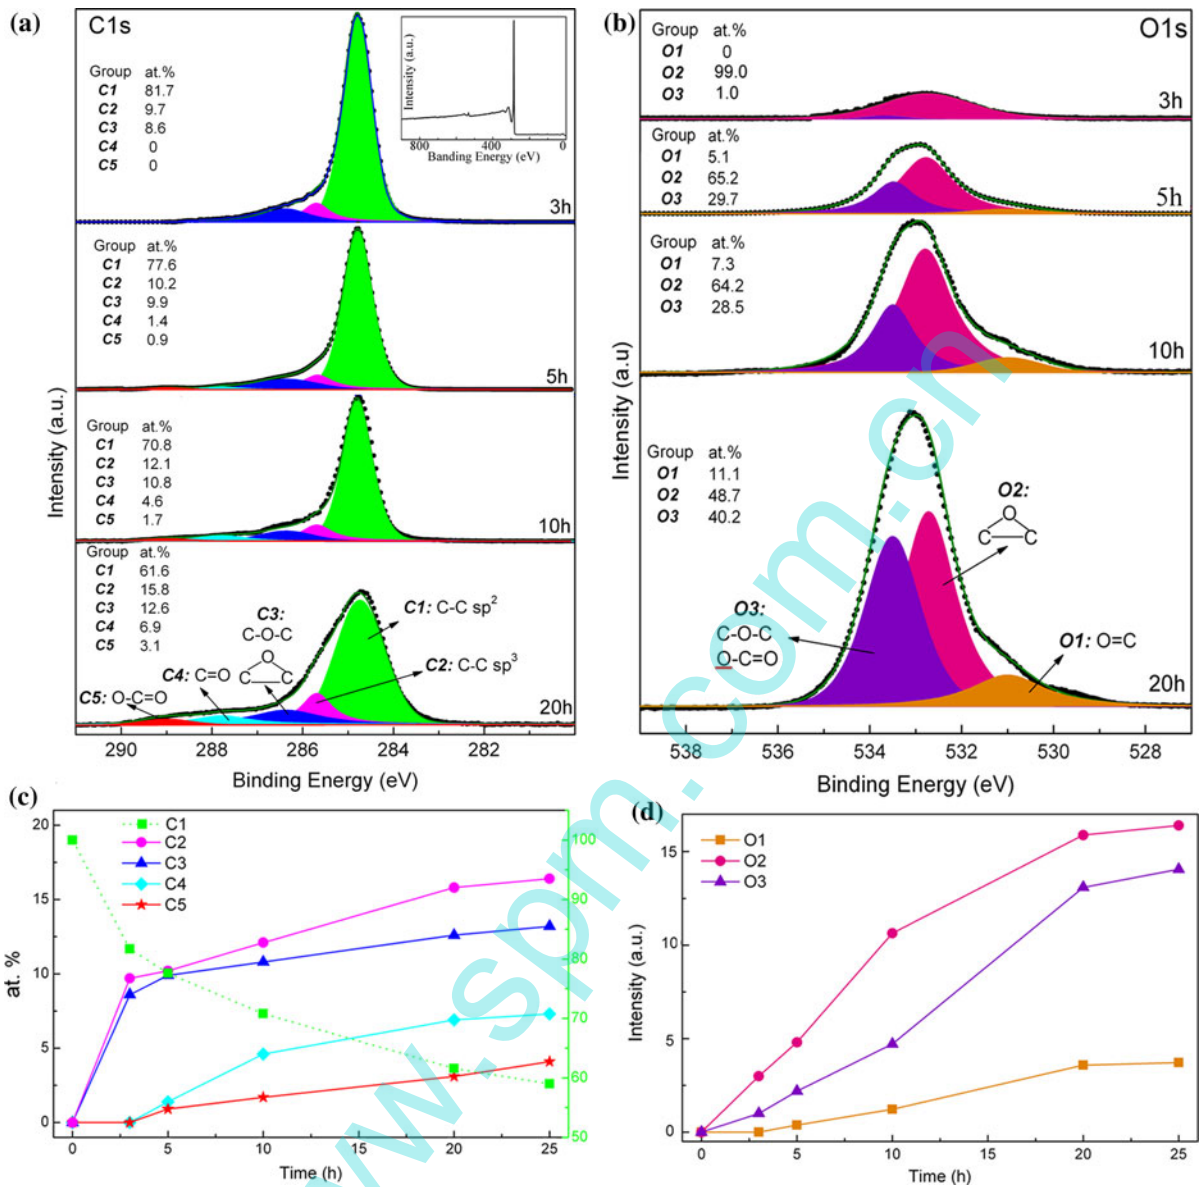 (a)
C1s
Group at.%
C1 81.7
C2 9.7
C3 8.6
C4 0
C5 0
Intensity (a.u.)
800 400 0
Banding Energy (eV)
3h
Group at.%
C1 77.6
C2 10.2
C3 9.9
C4 1.4
C5 0.9
5h
Group at.%
C1 70.8
C2 12.1
C3 10.8
C4 4.6
C5 1.7
10h
Group at.%
C1 61.6
C2 15.8
C3 12.6
C4 6.9
C5 3.1
C3:
C-O-C
O
C C
C1: C-C sp2
C2: C-C sp3
C4: C=O
C5: O-C=O
20h
Intensity (a.u.)
290 288 286 284 282
Binding Energy (eV)
(b)
O1s
Group at.%
O1 0
O2 99.0
O3 1.0
3h
Group at.%
O1 5.1
O2 65.2
O3 29.7
5h
Group at.%
O1 7.3
O2 64.2
O3 28.5
10h
Group at.%
O1 11.1
O2 48.7
O3 40.2
O2:
O
C C
O3:
C-O-C
O-C=O
O1: O=C
20h
Intensity (a.u)
538 536 534 532 530 528
Binding Energy (eV)
(c)
C1
C2
C3
C4
C5
20
15
10
5
0
at. %
100
90
80
70
60
50
0 5 10 15 20 25
Time (h)
(d)
O1
O2
O3
15
10
5
0
Intensity (a.u.)
0 5 10 15 20 25
Time (h)
www.spm.com.cn